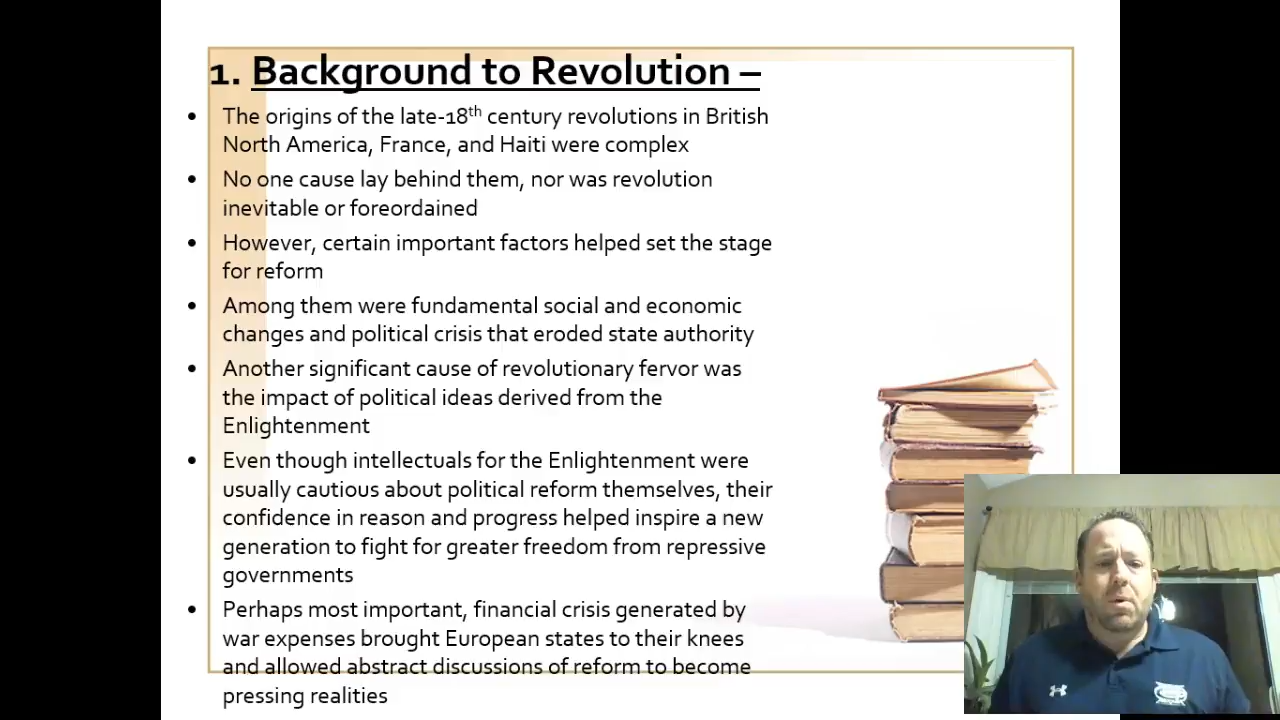 1. Background to Revolution –
• The origins of the late-18th century revolutions in British
North America, France, and Haiti were complex
• No one cause lay behind them, nor was revolution
inevitable or foreordained
• However, certain important factors helped set the stage
for reform
• Among them were fundamental social and economic
changes and political crisis that eroded state authority
• Another significant cause of revolutionary fervor was
the impact of political ideas derived from the
Enlightenment
• Even though intellectuals for the Enlightenment were
usually cautious about political reform themselves, their
confidence in reason and progress helped inspire a new
generation to fight for greater freedom from repressive
governments
• Perhaps most important, financial crisis generated by
war expenses brought European states to their knees
and allowed abstract discussions of reform to become
pressing realities